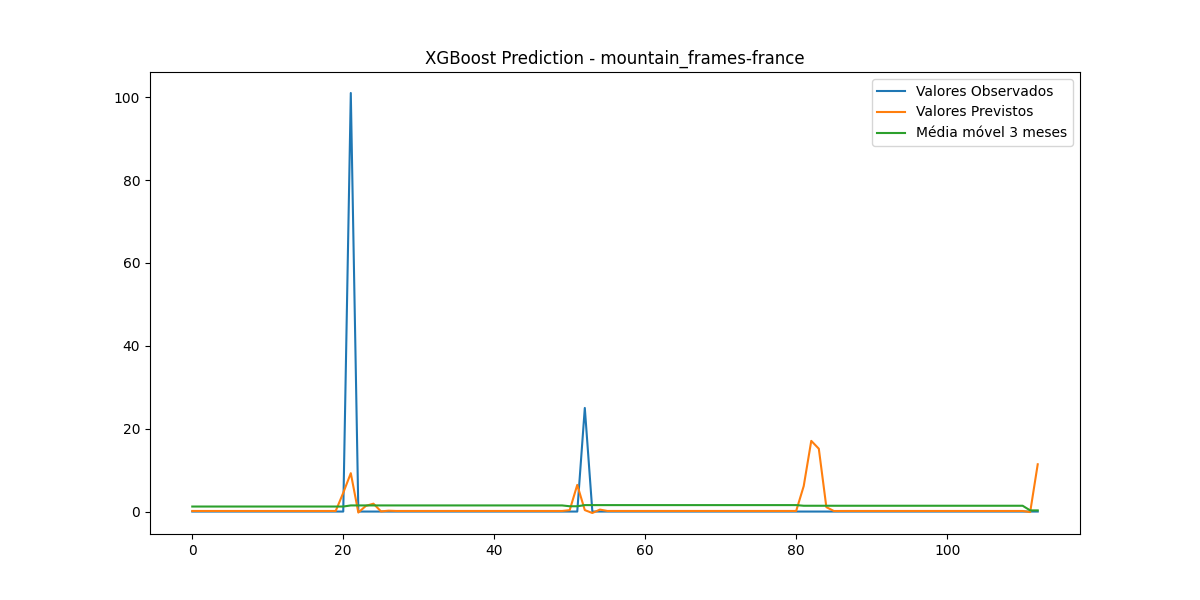 XGBoost Prediction - mountain_frames-france
Valores Observados
Valores Previstos
Média móvel 3 meses
100
80
60
40
20
0
0 20 40 60 80 100